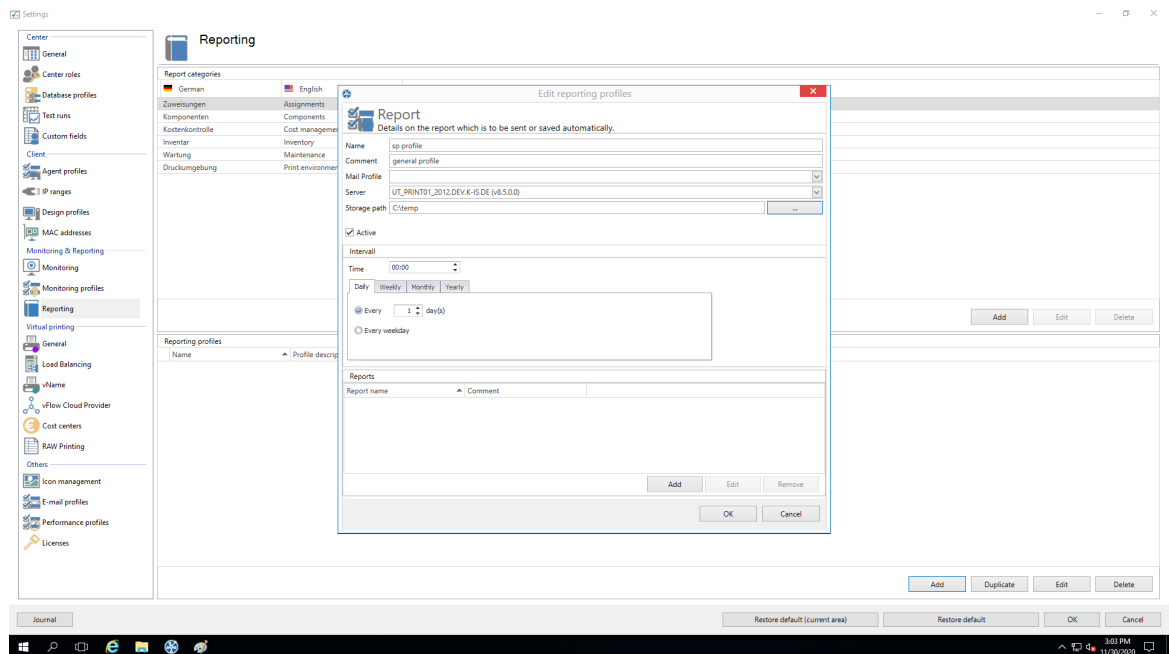 Settings
Center
General
Center roles
Database profiles
Test runs
Custom fields
Client
Agent profiles
IP ranges
Design profiles
MAC addresses
Monitoring & Reporting
Monitoring
Monitoring profiles
Reporting
Virtual printing
General
Load Balancing
vName
vFlow Cloud Provider
Cost centers
RAW Printing
Others
Icon management
E-mail profiles
Performance profiles
Licenses
Reporting
Report categories
German English
Zuweisungen Assignments
Komponenten Components
Kostenkontrolle Cost managemer
Inventar Inventory
Wartung Maintenance
Druckumgebung Print environmer
Add Edit Delete
Reporting profiles
Name Profile descrip
Edit reporting profiles
Report
Details on the report which is to be sent or saved automatically.
Name sp profile
Comment general profile
Mail Profile
Server UT_PRINT01_2012.DEV.K-IS.DE (v8.5.0.0)
Storage path C:\temp ...
Active
Intervall
Time 00:00
Daily Weekly Monthly Yearly
Every 1 day(s)
Every weekday
Reports
Report name Comment
Add Edit Remove
OK Cancel
Add Duplicate Edit Delete
Journal Restore default (current area) Restore default OK Cancel
3:03 PM
11/30/2020